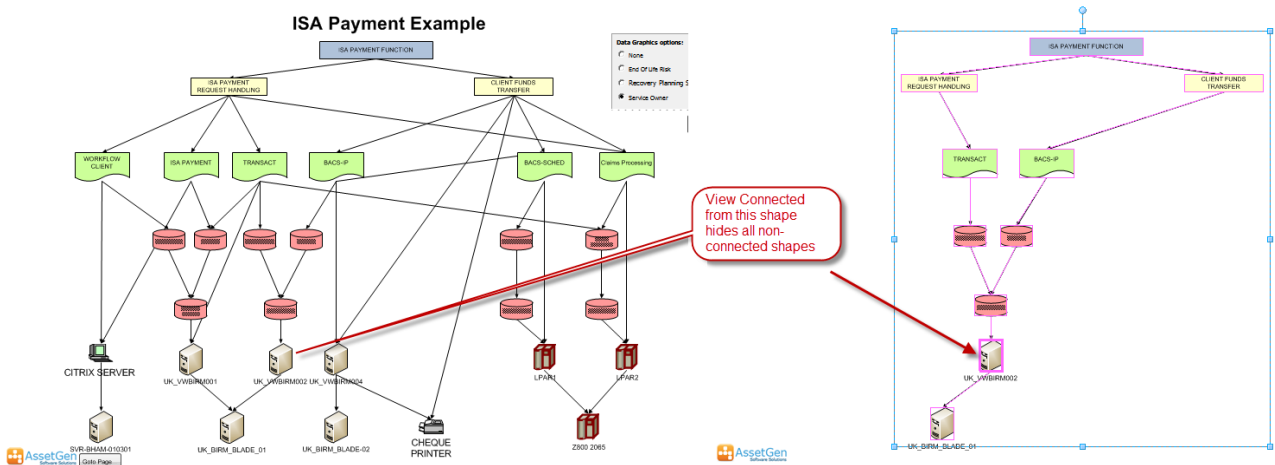 ISA Payment Example
ISA PAYMENT FUNCTION
Data Graphics options:
None
End Of Life Risk
Recovery Planning S
Service Owner
ISA PAYMENT
REQUEST HANDLING
CLIENT FUNDS
TRANSFER
WORKFLOW
CLIENT
ISA PAYMENT
TRANSACT
BACS-IP
BACS-SCHED
Claims Processing
View Connected
from this shape
hides all non-
connected shapes
CITRIX SERVER
UK_VWBIRM001
UK_VWBIRM002
UK_VWBIRM004
LPAR1
LPAR2
SVR-BHAM-010301
UK_BIRM_BLADE_01
UK_BIRM_BLADE-02
CHEQUE
PRINTER
Z800 2065
AssetGen
Software Solutions
Goto Page
ISA PAYMENT FUNCTION
ISA PAYMENT
REQUEST HANDLING
CLIENT FUNDS
TRANSFER
TRANSACT
BACS-IP
UK_VWBIRM002
UK_BIRM_BLADE_01
AssetGen
Software Solutions